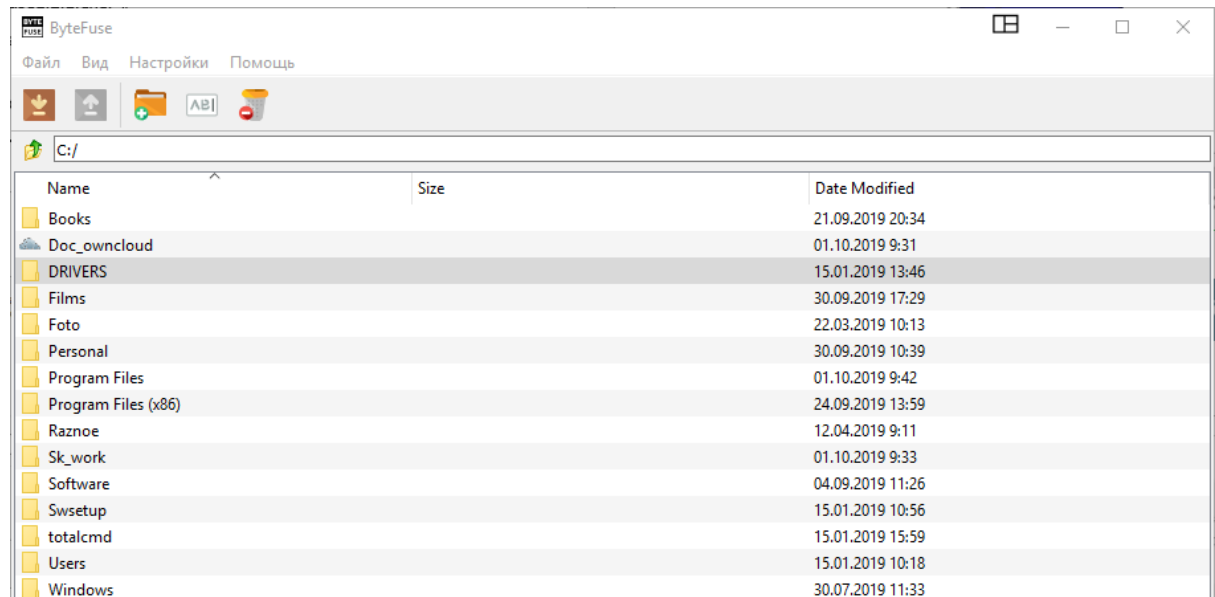 BYTE FUSE ByteFuse
Файл Вид Настройки Помощь
AB
C:/
Name Size Date Modified
Books 21.09.2019 20:34
Doc_owncloud 01.10.2019 9:31
DRIVERS 15.01.2019 13:46
Films 30.09.2019 17:29
Foto 22.03.2019 10:13
Personal 30.09.2019 10:39
Program Files 01.10.2019 9:42
Program Files (x86) 24.09.2019 13:59
Raznoe 12.04.2019 9:11
Sk_work 01.10.2019 9:33
Software 04.09.2019 11:26
Swsetup 15.01.2019 10:56
totalcmd 15.01.2019 15:59
Users 15.01.2019 10:18
Windows 30.07.2019 11:33